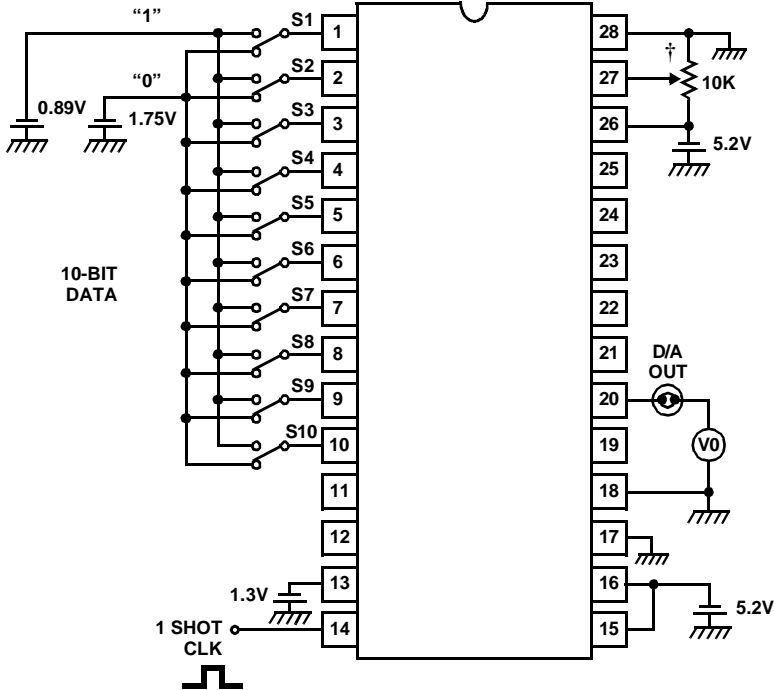 “1”
“0”
0.89V
1.75V
10-BIT
DATA
S1
S2
S3
S4
S5
S6
S7
S8
S9
S10
1
2
3
4
5
6
7
8
9
10
11
12
13
14
1.3V
1 SHOT
CLK
28
27
26
25
24
23
22
21
20
19
18
17
16
15
†
10K
5.2V
D/A
OUT
V0
5.2V